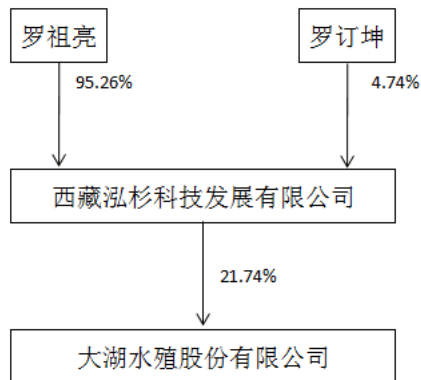 罗祖亮
罗订坤
95.26%
4.74%
西藏泓杉科技发展有限公司
21.74%
大湖水殖股份有限公司